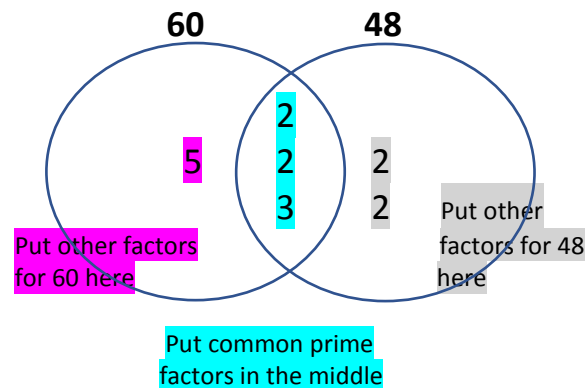 60 48
2
5 2 2
3 2
Put other factors
for 60 here
Put other
factors for 48
here
Put common prime
factors in the middle